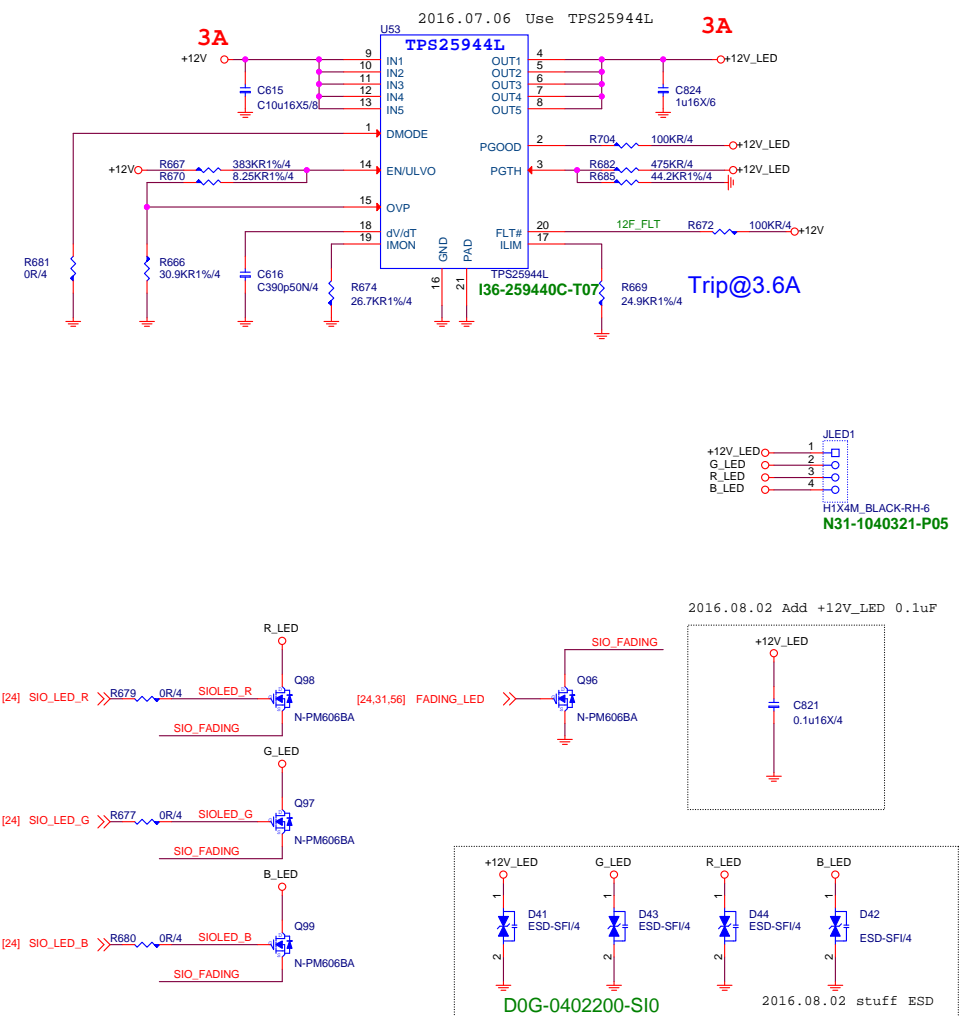 2016.07.06 Use TPS25944L
U53
TPS25944L
3A
3A
+12V
+12V_LED
9
10
11
12
13
IN1
IN2
IN3
IN4
IN5
OUT1
OUT2
OUT3
OUT4
OUT5
4
5
6
7
8
C615
C10u16X5/8
C824
1u16X/6
1
DMODE
PGOOD
2
R704
100KR/4
+12V_LED
+12V
R667
383KR1%/4
R670
8.25KR1%/4
14
EN/ULVO
PGTH
3
R682
475KR/4
R685
44.2KR1%/4
+12V_LED
15
OVP
18
19
dV/dT
IMON
FLT#
ILIM
20
17
12F_FLT
R672
100KR/4
+12V
GND
PAD
16
21
R681
0R/4
R666
30.9KR1%/4
C616
C390p50N/4
R674
26.7KR1%/4
TPS25944L
I36-259440C-T07
R669
24.9KR1%/4
Trip@3.6A
JLED1
+12V_LED
G_LED
R_LED
B_LED
1
2
3
4
H1X4M_BLACK-RH-6
N31-1040321-P05
2016.08.02 Add +12V_LED 0.1uF
+12V_LED
C821
0.1u16X/4
R_LED
[24] SIO_LED_R
R679
0R/4
SIOLED_R
Q98
N-PM606BA
SIO_FADING
SIO_FADING
[24,31,56] FADING_LED
Q96
N-PM606BA
G_LED
[24] SIO_LED_G
R677
0R/4
SIOLED_G
Q97
N-PM606BA
SIO_FADING
B_LED
[24] SIO_LED_B
R680
0R/4
SIOLED_B
Q99
N-PM606BA
SIO_FADING
+12V_LED
G_LED
R_LED
B_LED
1
1
1
1
D41
ESD-SFI/4
D43
ESD-SFI/4
D44
ESD-SFI/4
D42
ESD-SFI/4
2
2
2
2
D0G-0402200-SI0
2016.08.02 stuff ESD